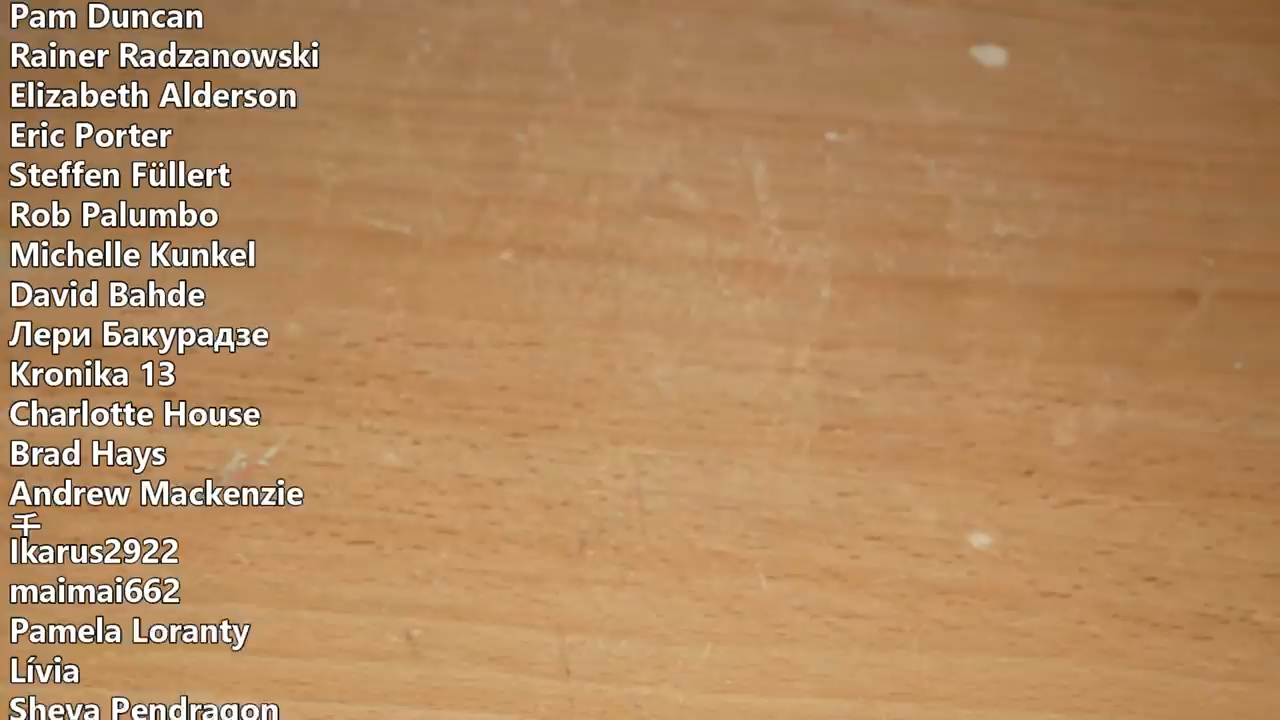 Pam Duncan
Rainer Radzanowski
Elizabeth Alderson
Eric Porter
Steffen Füllert
Rob Palumbo
Michelle Kunkel
David Bahde
Лери Бакурадзе
Kronika 13
Charlotte House
Brad Hays
Andrew Mackenzie
千
Ikarus2922
maimai662
Pamela Loranty
Lívia
Sheya Pendragon